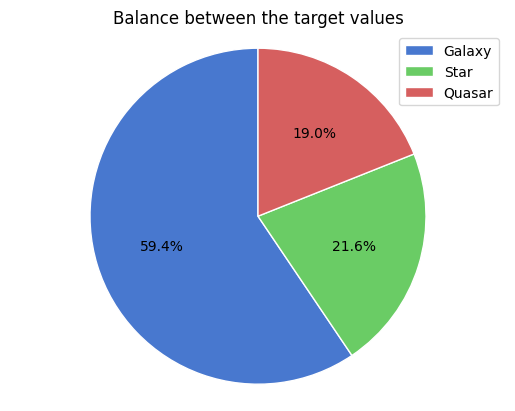 Balance between the target values
Galaxy
Star
Quasar
19.0%
59.4%
21.6%